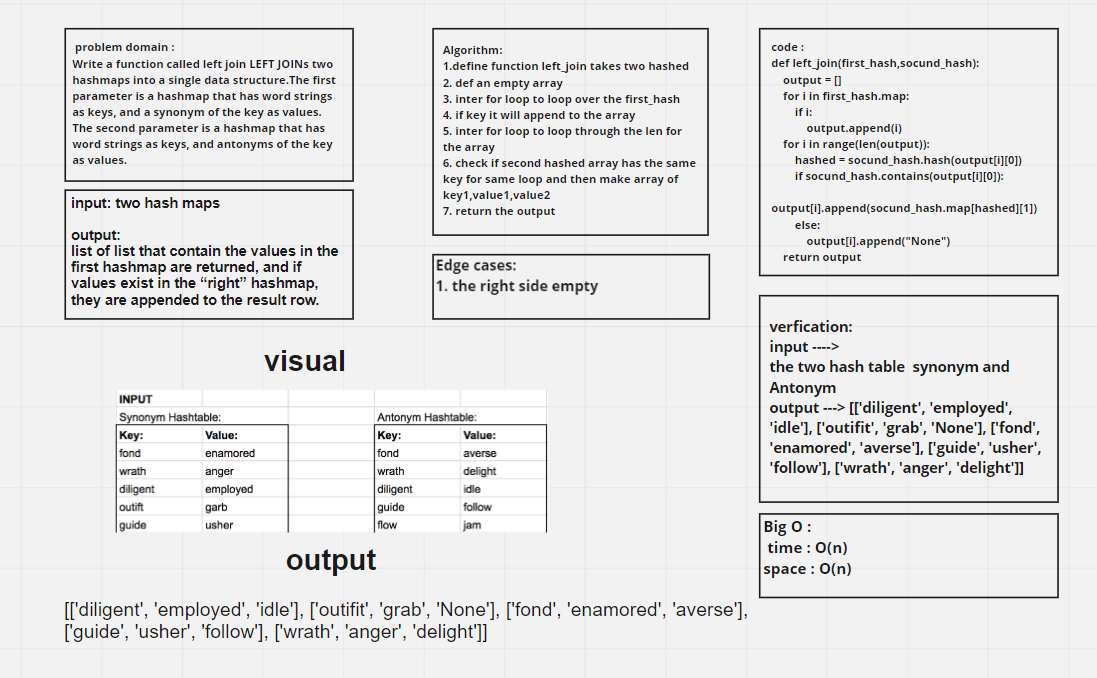 problem domain :
Write a function called left join LEFT JOINs two
hashmaps into a single data structure.The first
parameter is a hashmap that has word strings
as keys, and a synonym of the key as values.
The second parameter is a hashmap that has
word strings as keys, and antonyms of the key
as values.
input: two hash maps
output:
list of list that contain the values in the
first hashmap are returned, and if
values exist in the “right” hashmap,
they are appended to the result row.
Algorithm:
1.define function left_join takes two hashed
2. def an empty array
3. inter for loop to loop over the first_hash
4. if key it will append to the array
5. inter for loop to loop through the len for
the array
6. check if second hashed array has the same
key for same loop and then make array of
key1,value1,value2
7. return the output
Edge cases:
1. the right side empty
code :
def left_join(first_hash,socund_hash):
output = []
for i in first_hash.map:
if i:
output.append(i)
for i in range(len(output)):
hashed = socund_hash.hash(output[i][0])
if socund_hash.contains(output[i][0]):
output[i].append(socund_hash.map[hashed][1])
else:
output[i].append("None")
return output
verfication:
input ---->
the two hash table  synonym and
Antonym
output ---> [['diligent', 'employed',
'idle'], ['outifit', 'grab', 'None'], ['fond',
'enamored', 'averse'], ['guide', 'usher',
'follow'], ['wrath', 'anger', 'delight']]
Big O :
time : O(n)
space : O(n)
visual
INPUT
Synonym Hashtable: Antonym Hashtable:
Key: Value: Key: Value:
fond enamored fond averse
wrath anger wrath delight
diligent employed diligent idle
outift garb guide follow
guide usher flow jam
output
[['diligent', 'employed', 'idle'], ['outifit', 'grab', 'None'], ['fond', 'enamored', 'averse'],
['guide', 'usher', 'follow'], ['wrath', 'anger', 'delight']]